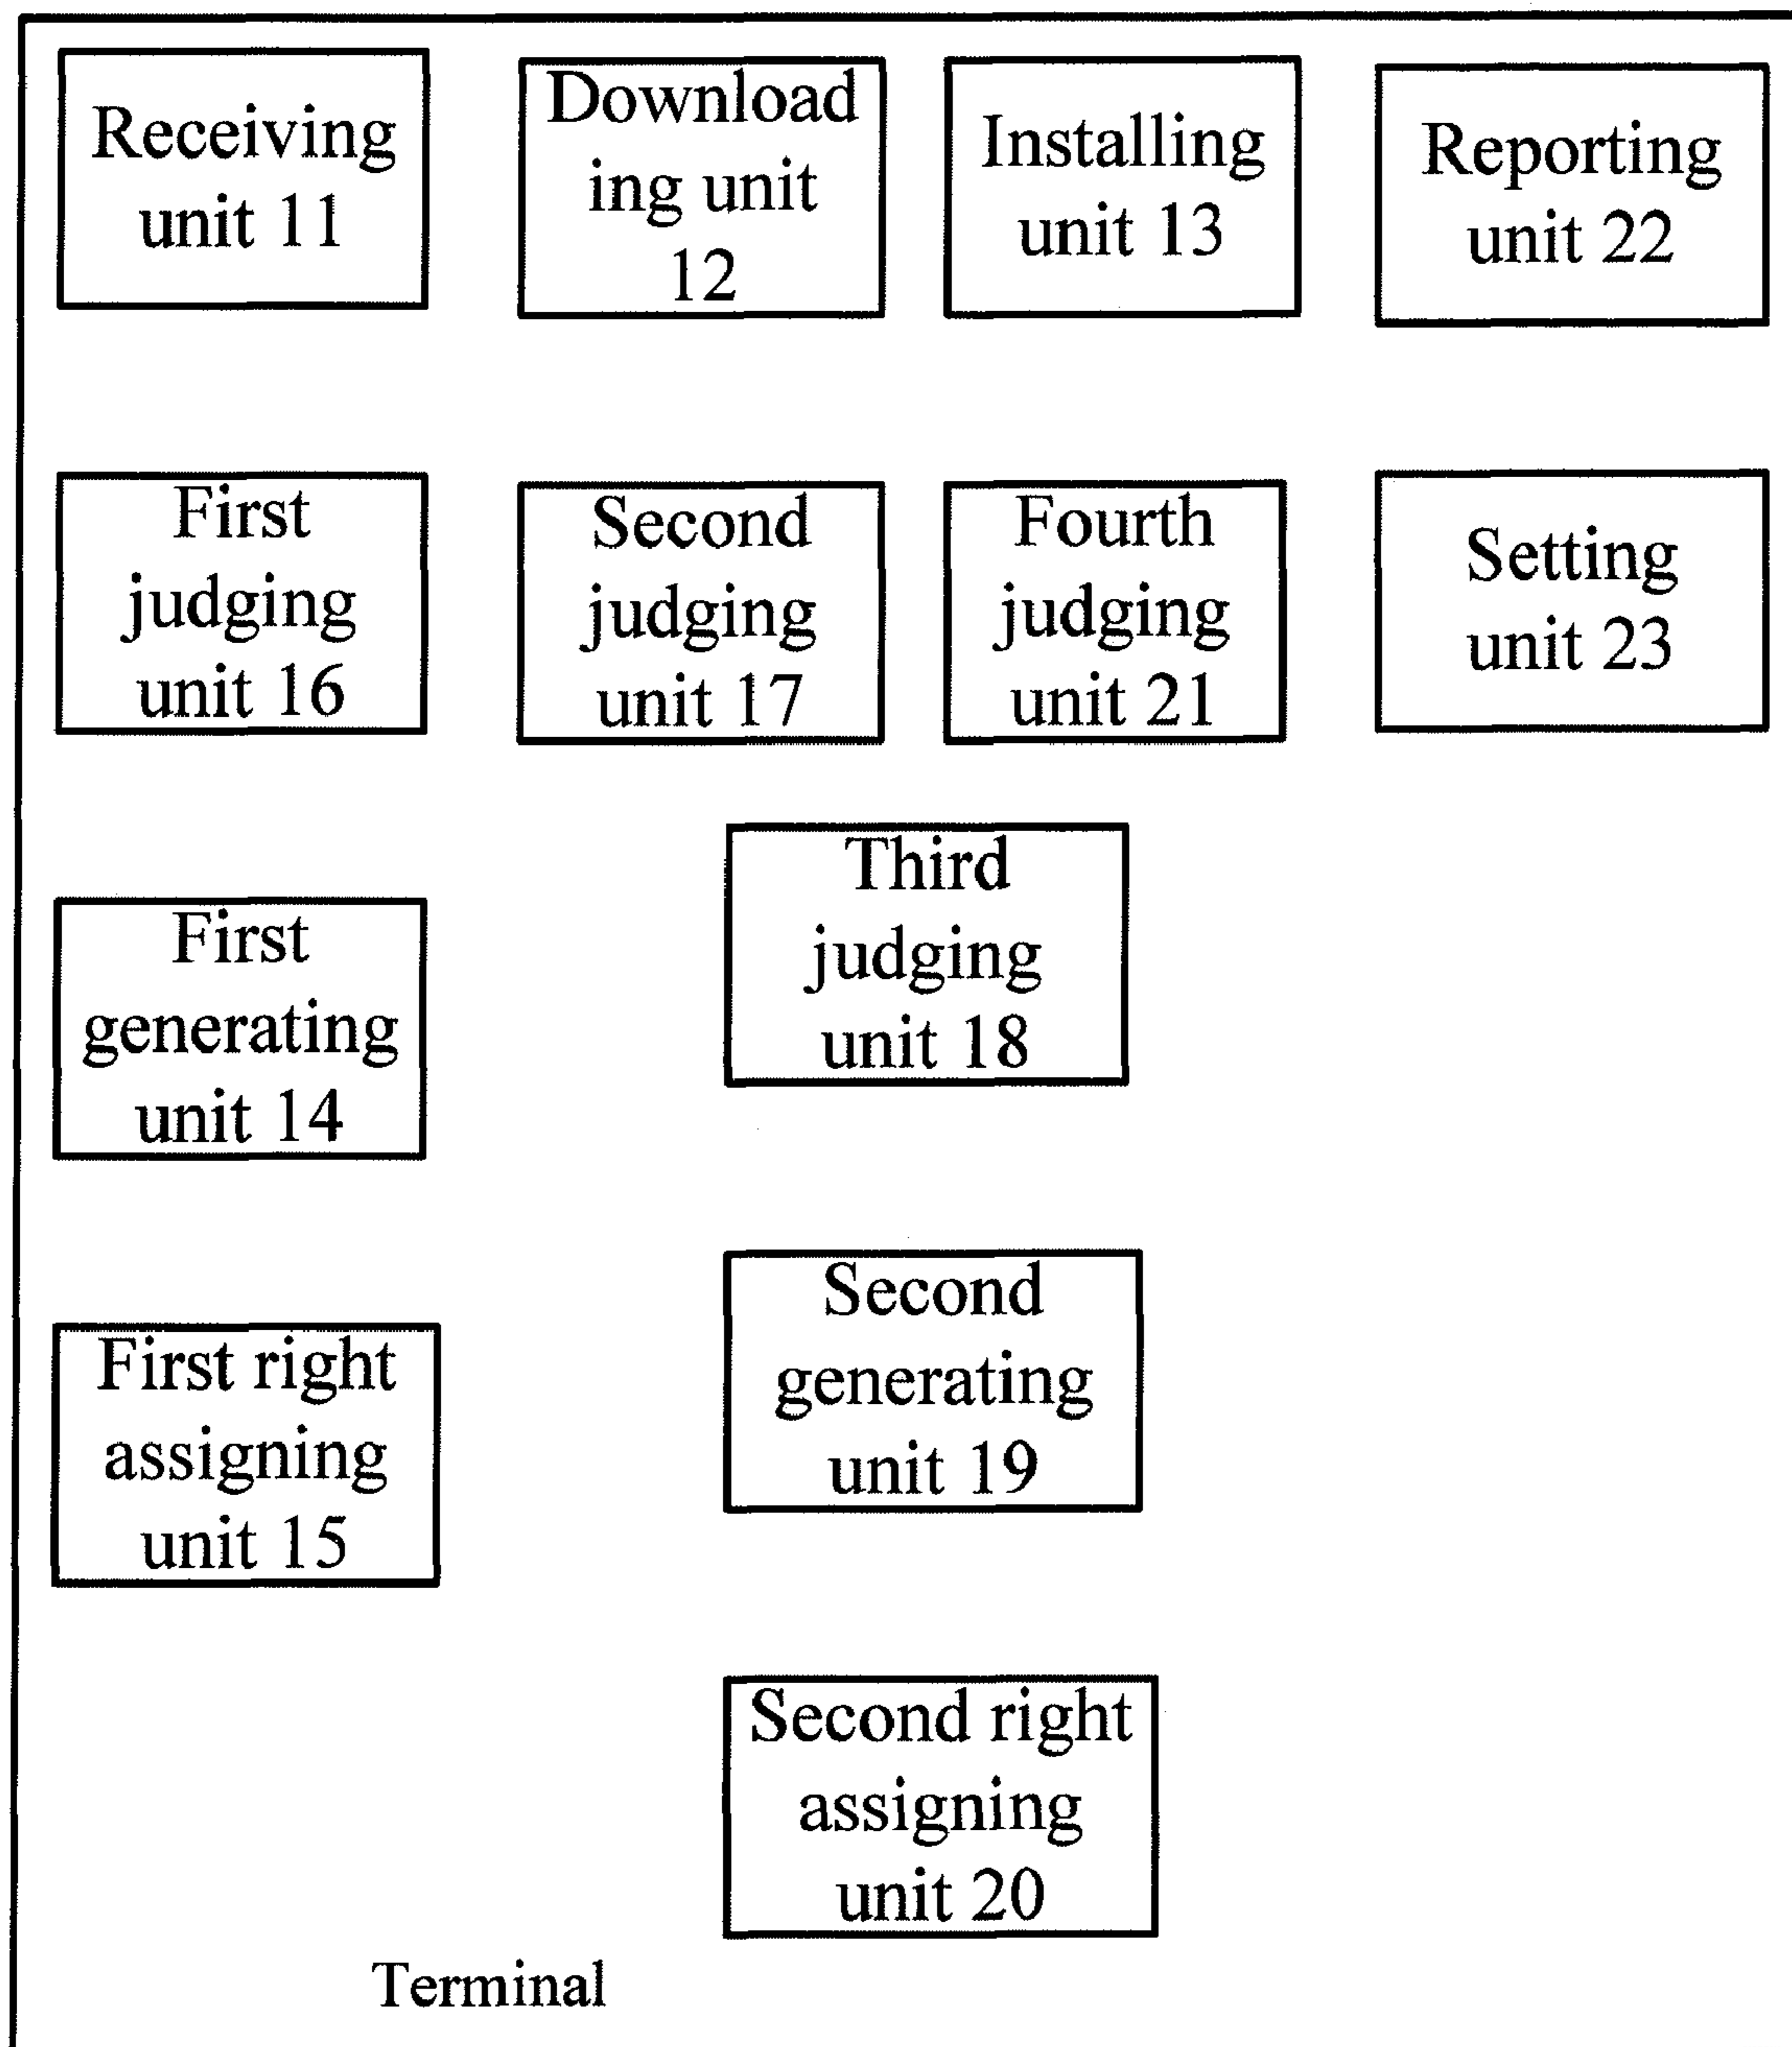 Receiving
unit 11
Download
ing unit
12
Installing
unit 13
Reporting
unit 22
First
judging
unit 16
Second
judging
unit 17
Fourth
judging
unit 21
Setting
unit 23
Third
judging
unit 18
First
generating
unit 14
Second
generating
unit 19
First right
assigning
unit 15
Second right
assigning
unit 20
Terminal